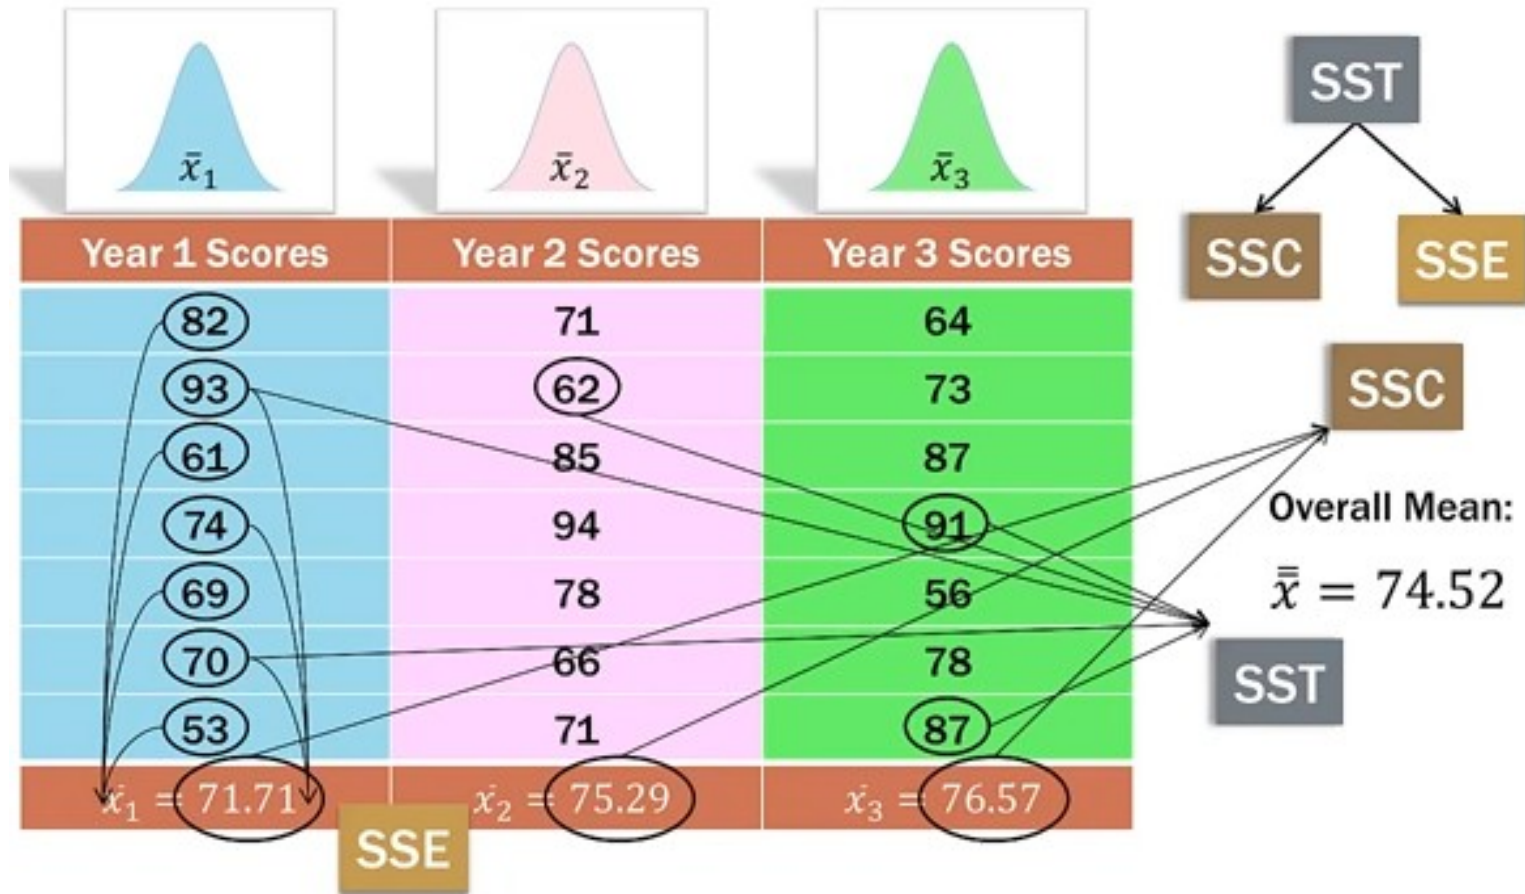 x̄₁ x̄₂ x̄₃
SST
SSC SSE
Year 1 Scores Year 2 Scores Year 3 Scores
82 71 64
93 62 73
SSC
61 85 87
74 94 91
Overall Mean:
69 78 56
x̿ = 74.52
70 66 78
SST
53 71 87
x̄₁ = 71.71 x̄₂ = 75.29 x̄₃ = 76.57
SSE